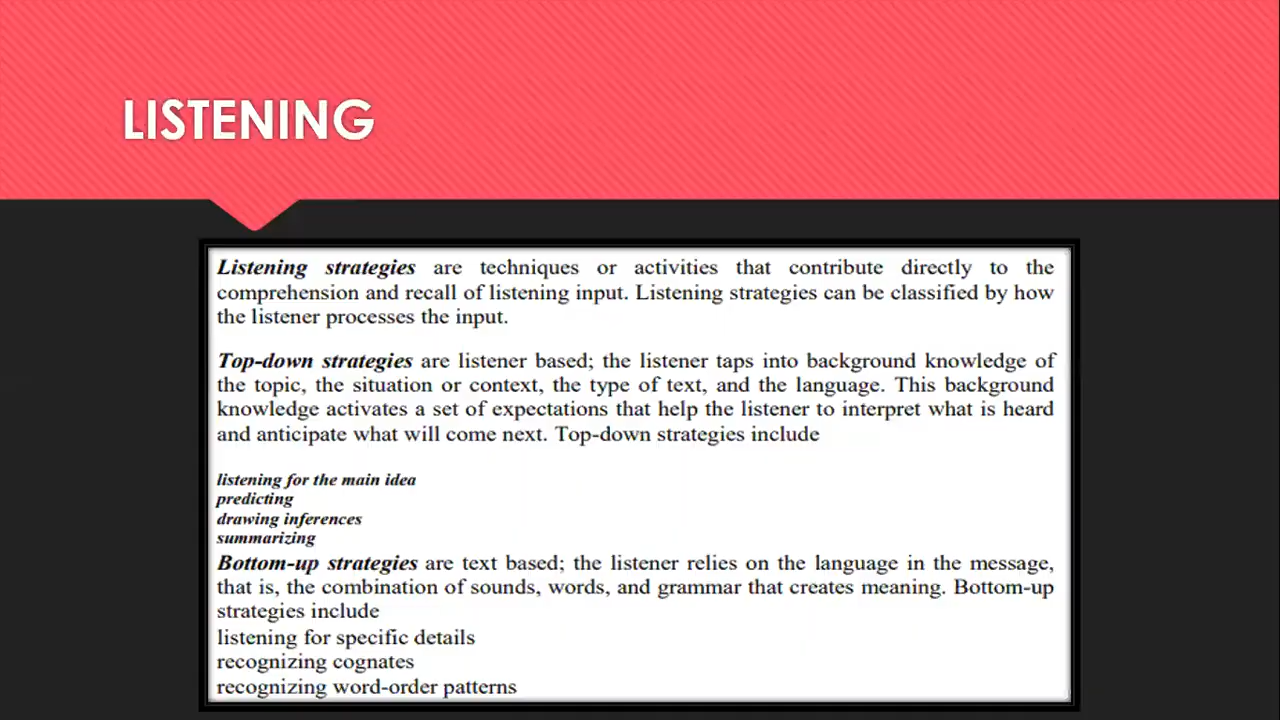 LISTENING
Listening strategies are techniques or activities that contribute directly to the
comprehension and recall of listening input. Listening strategies can be classified by how
the listener processes the input.
Top-down strategies are listener based; the listener taps into background knowledge of
the topic, the situation or context, the type of text, and the language. This background
knowledge activates a set of expectations that help the listener to interpret what is heard
and anticipate what will come next. Top-down strategies include
listening for the main idea
predicting
drawing inferences
summarizing
Bottom-up strategies are text based; the listener relies on the language in the message,
that is, the combination of sounds, words, and grammar that creates meaning. Bottom-up
strategies include
listening for specific details
recognizing cognates
recognizing word-order patterns